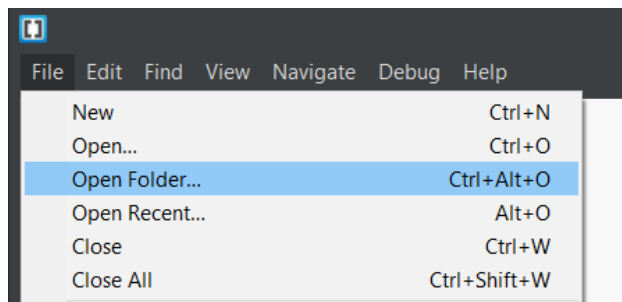 File Edit Find View Navigate Debug Help
New Ctrl+N
Open... Ctrl+O
Open Folder... Ctrl+Alt+O
Open Recent... Alt+O
Close Ctrl+W
Close All Ctrl+Shift+W